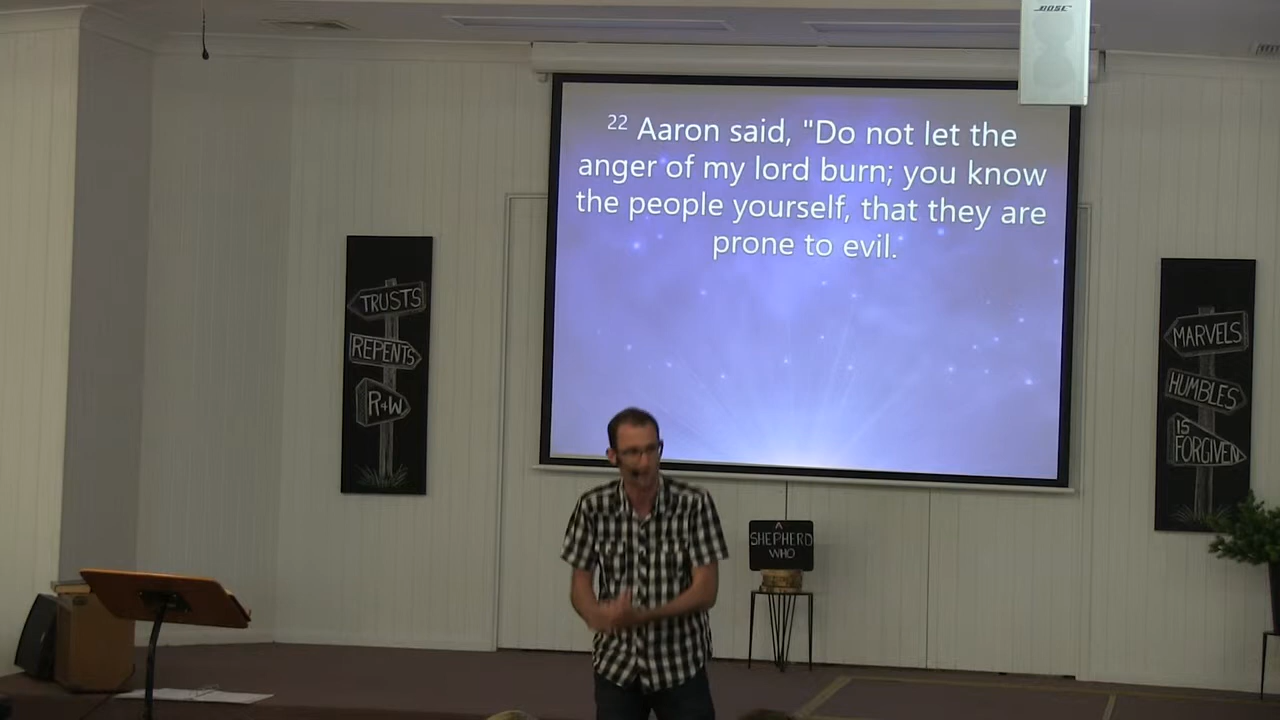 BOSE
22 Aaron said, "Do not let the
anger of my lord burn; you know
the people yourself, that they are
prone to evil.
TRUSTS
REPENTS
R+W
MARVELS
HUMBLES
IS
FORGIVEN
A
SHEPHERD
WHO